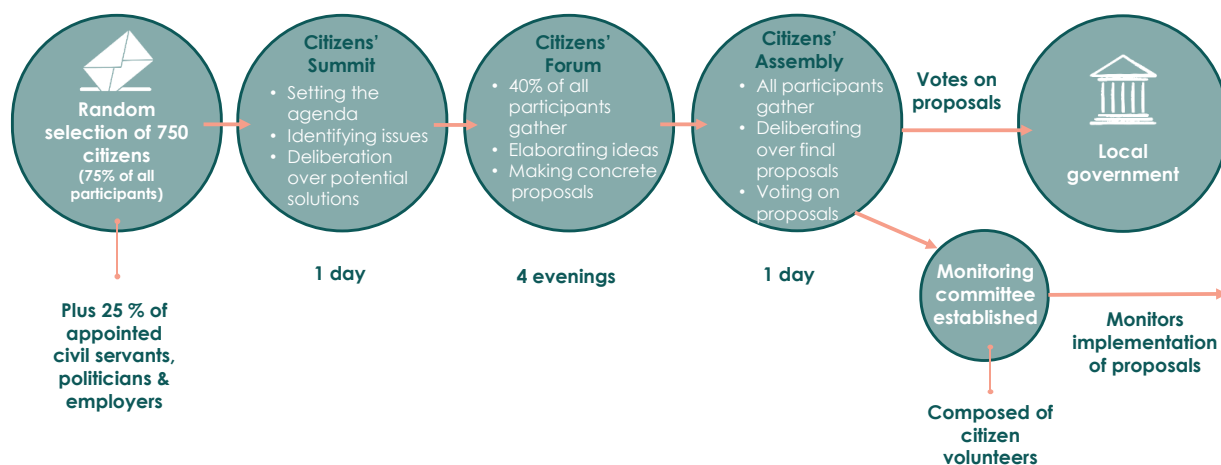 Random
selection of 750
citizens
(75% of all
participants)
Plus 25 % of
appointed
civil servants,
politicians &
employers
Citizens’
Summit
• Setting the
agenda
• Identifying issues
• Deliberation
over potential
solutions
1 day
Citizens’
Forum
• 40% of all
participants
gather
• Elaborating ideas
• Making concrete
proposals
4 evenings
Citizens’
Assembly
• All participants
gather
• Deliberating
over final
proposals
• Voting on
proposals
1 day
Votes on
proposals
Local
government
Monitoring
committee
established
Monitors
implementation
of proposals
Composed of
citizen
volunteers